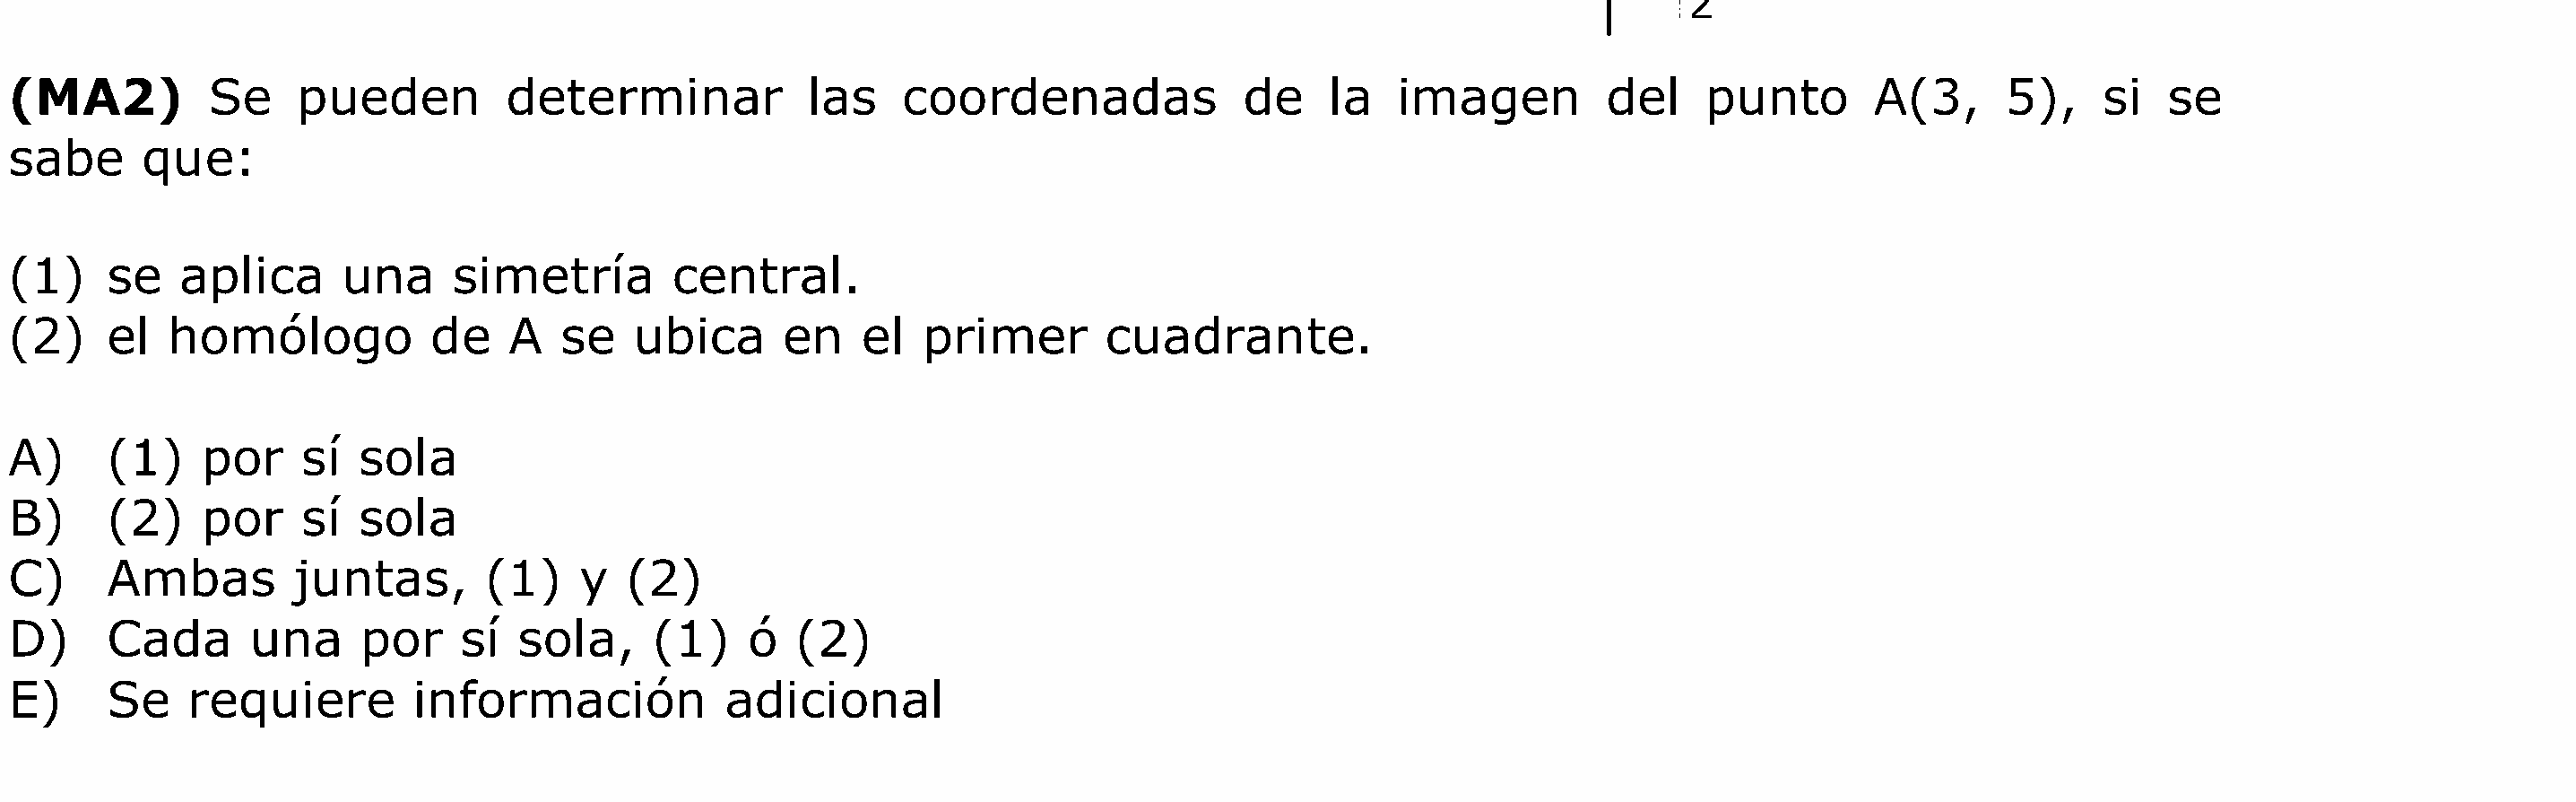 2
(MA2) Se pueden determinar las coordenadas de la imagen del punto A(3, 5), si se
sabe que:
(1) se aplica una simetría central.
(2) el homólogo de A se ubica en el primer cuadrante.
A) (1) por sí sola
B) (2) por sí sola
C) Ambas juntas, (1) y (2)
D) Cada una por sí sola, (1) ó (2)
E) Se requiere información adicional